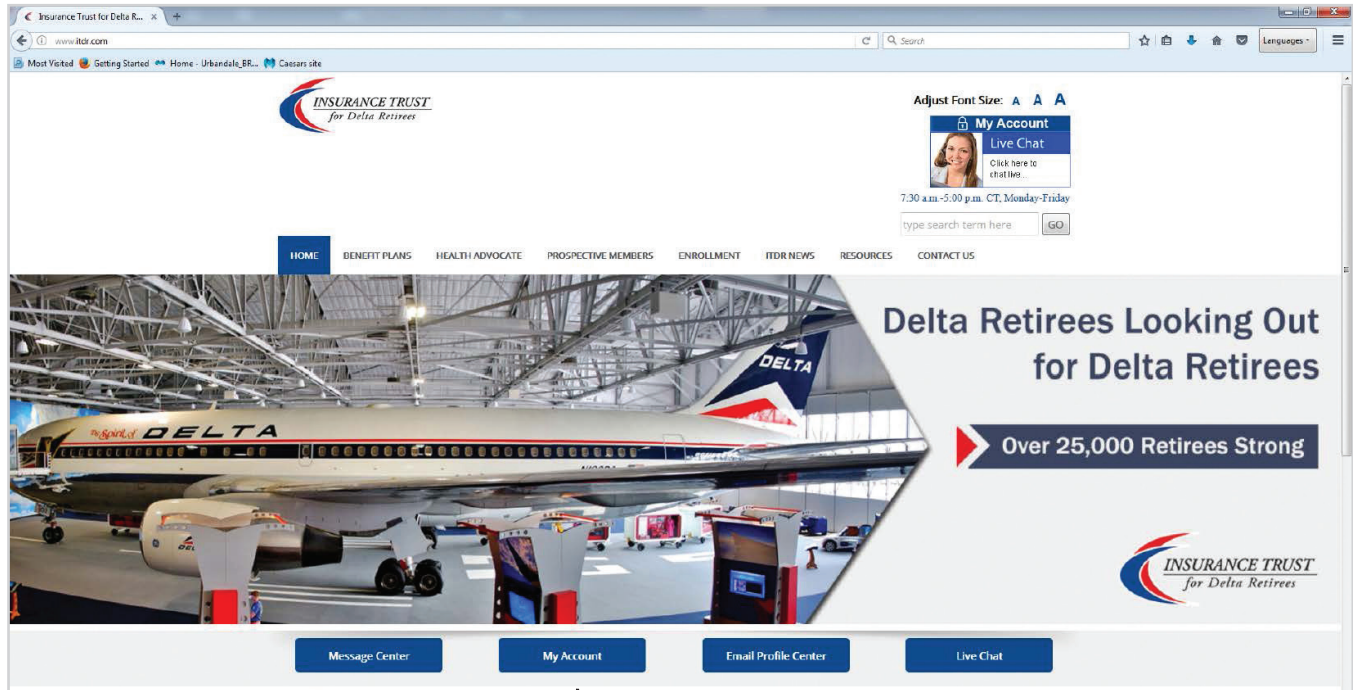 Insurance Trust for Delta R... × +
www.itdr.com
Search
Languages
Most Visited Getting Started Home - Urbandale_BR... Caesars site
INSURANCE TRUST
for Delta Retirees
Adjust Font Size: A A A
My Account
Live Chat
Click here to
chat live...
7:30 a.m.-5:00 p.m. CT, Monday-Friday
type search term here GO
HOME BENEFIT PLANS HEALTH ADVOCATE PROSPECTIVE MEMBERS ENROLLMENT ITDR NEWS RESOURCES CONTACT US
Delta Retirees Looking Out
for Delta Retirees
DELTA
The Spirit of DELTA
Over 25,000 Retirees Strong
INSURANCE TRUST
for Delta Retirees
Message Center My Account Email Profile Center Live Chat